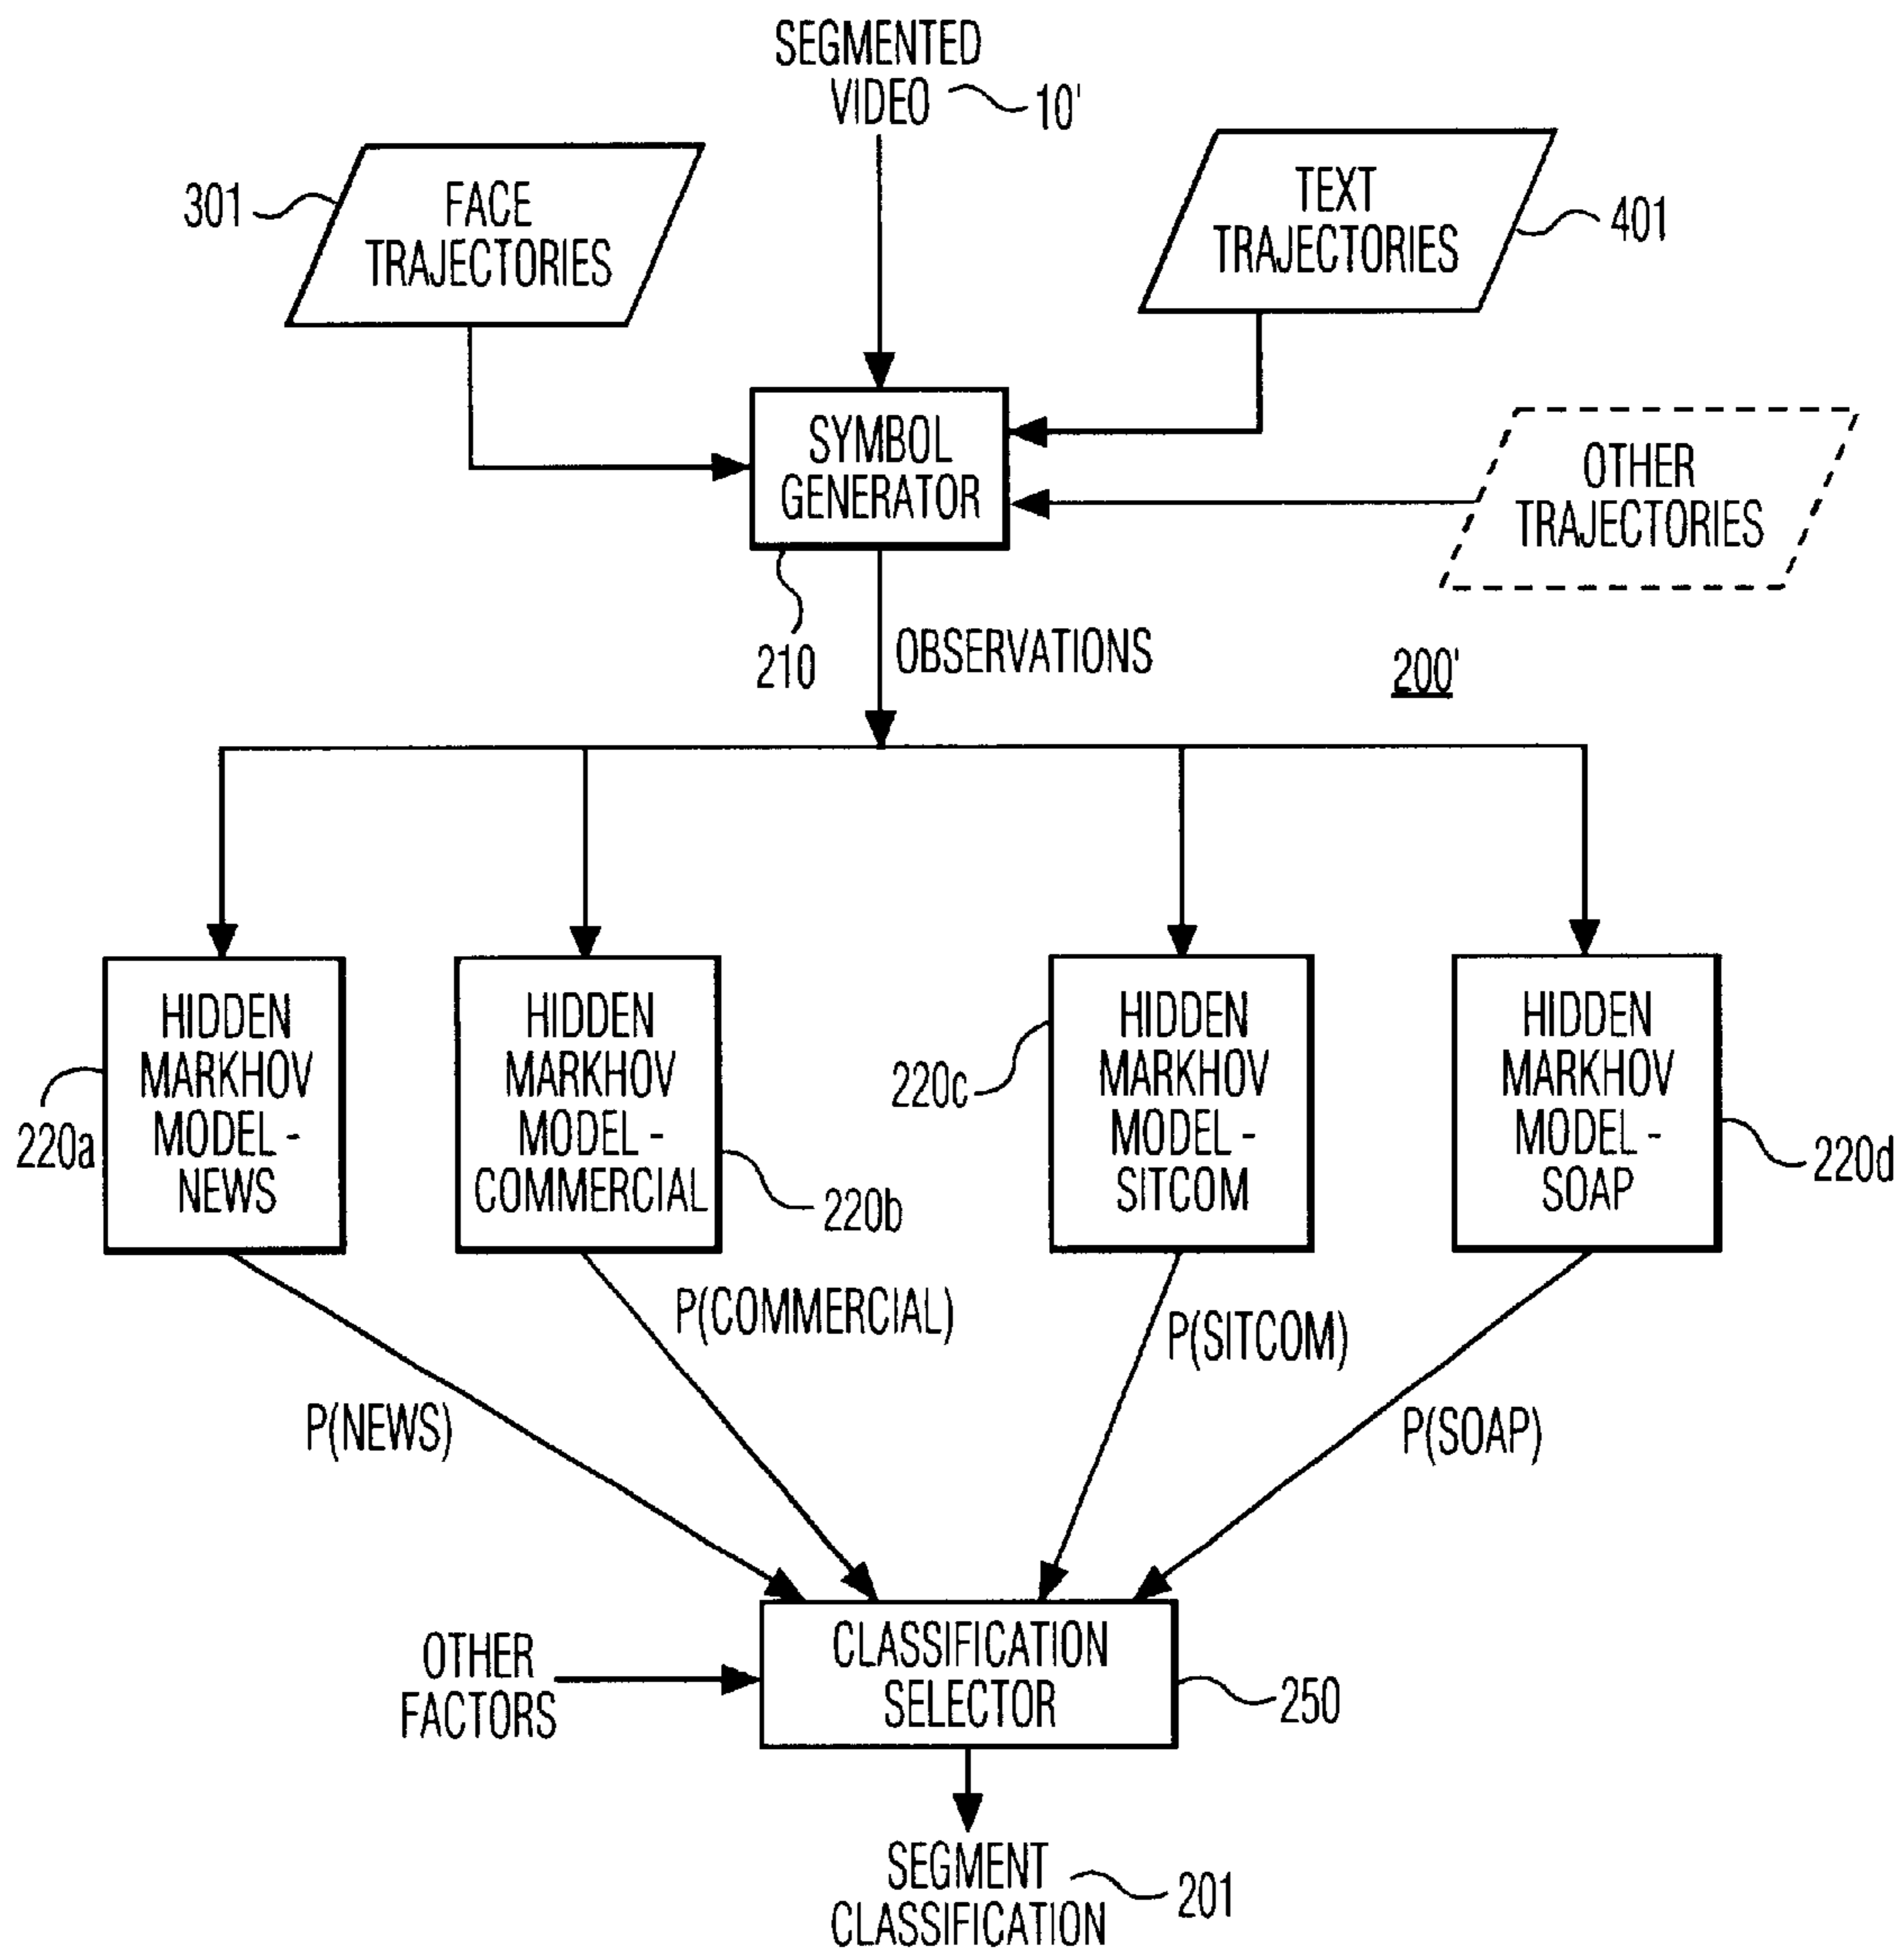 SEGMENTED
VIDEO
10'
301
FACE
TRAJECTORIES
TEXT
TRAJECTORIES
401
SYMBOL
GENERATOR
OTHER
TRAJECTORIES
210
OBSERVATIONS
200'
220a
HIDDEN
MARKHOV
MODEL-
NEWS
HIDDEN
MARKHOV
MODEL-
COMMERCIAL
220b
220c
HIDDEN
MARKHOV
MODEL-
SITCOM
HIDDEN
MARKHOV
MODEL-
SOAP
220d
P(NEWS)
P(COMMERCIAL)
P(SITCOM)
P(SOAP)
OTHER
FACTORS
CLASSIFICATION
SELECTOR
250
SEGMENT
CLASSIFICATION
201